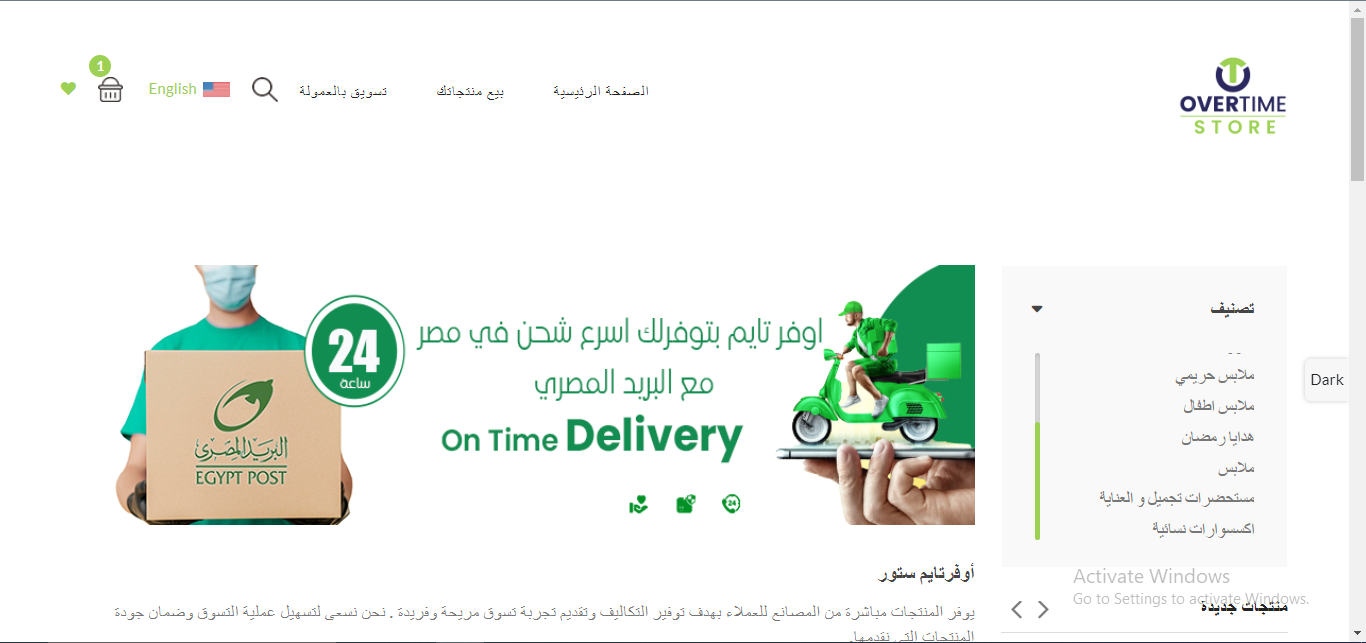 OVERTIME
STORE
الصفحة الرئيسية
بيع منتجاتك
تسويق بالعمولة
English
1
تصنيف
ملابس حريمي
ملابس اطفال
هدايا رمضان
ملابس
مستحضرات تجميل و العناية
اكسسوارات نسائية
Dark
اوفر تايم بتوفرلك اسرع شحن في مصر
مع البريد المصري
On Time Delivery
24
ساعة
البريد المصري
EGYPT POST
24
أوفرتايم ستور
يوفر المنتجات مباشرة من المصانع للعملاء بهدف توفير التكاليف وتقديم تجربة تسوق مريحة وفريدة . نحن نسعى لتسهيل عملية التسوق وضمان جودة
المنتجات التي نقدمها.
منتجات جديدة
Activate Windows
Go to Settings to activate Windows.